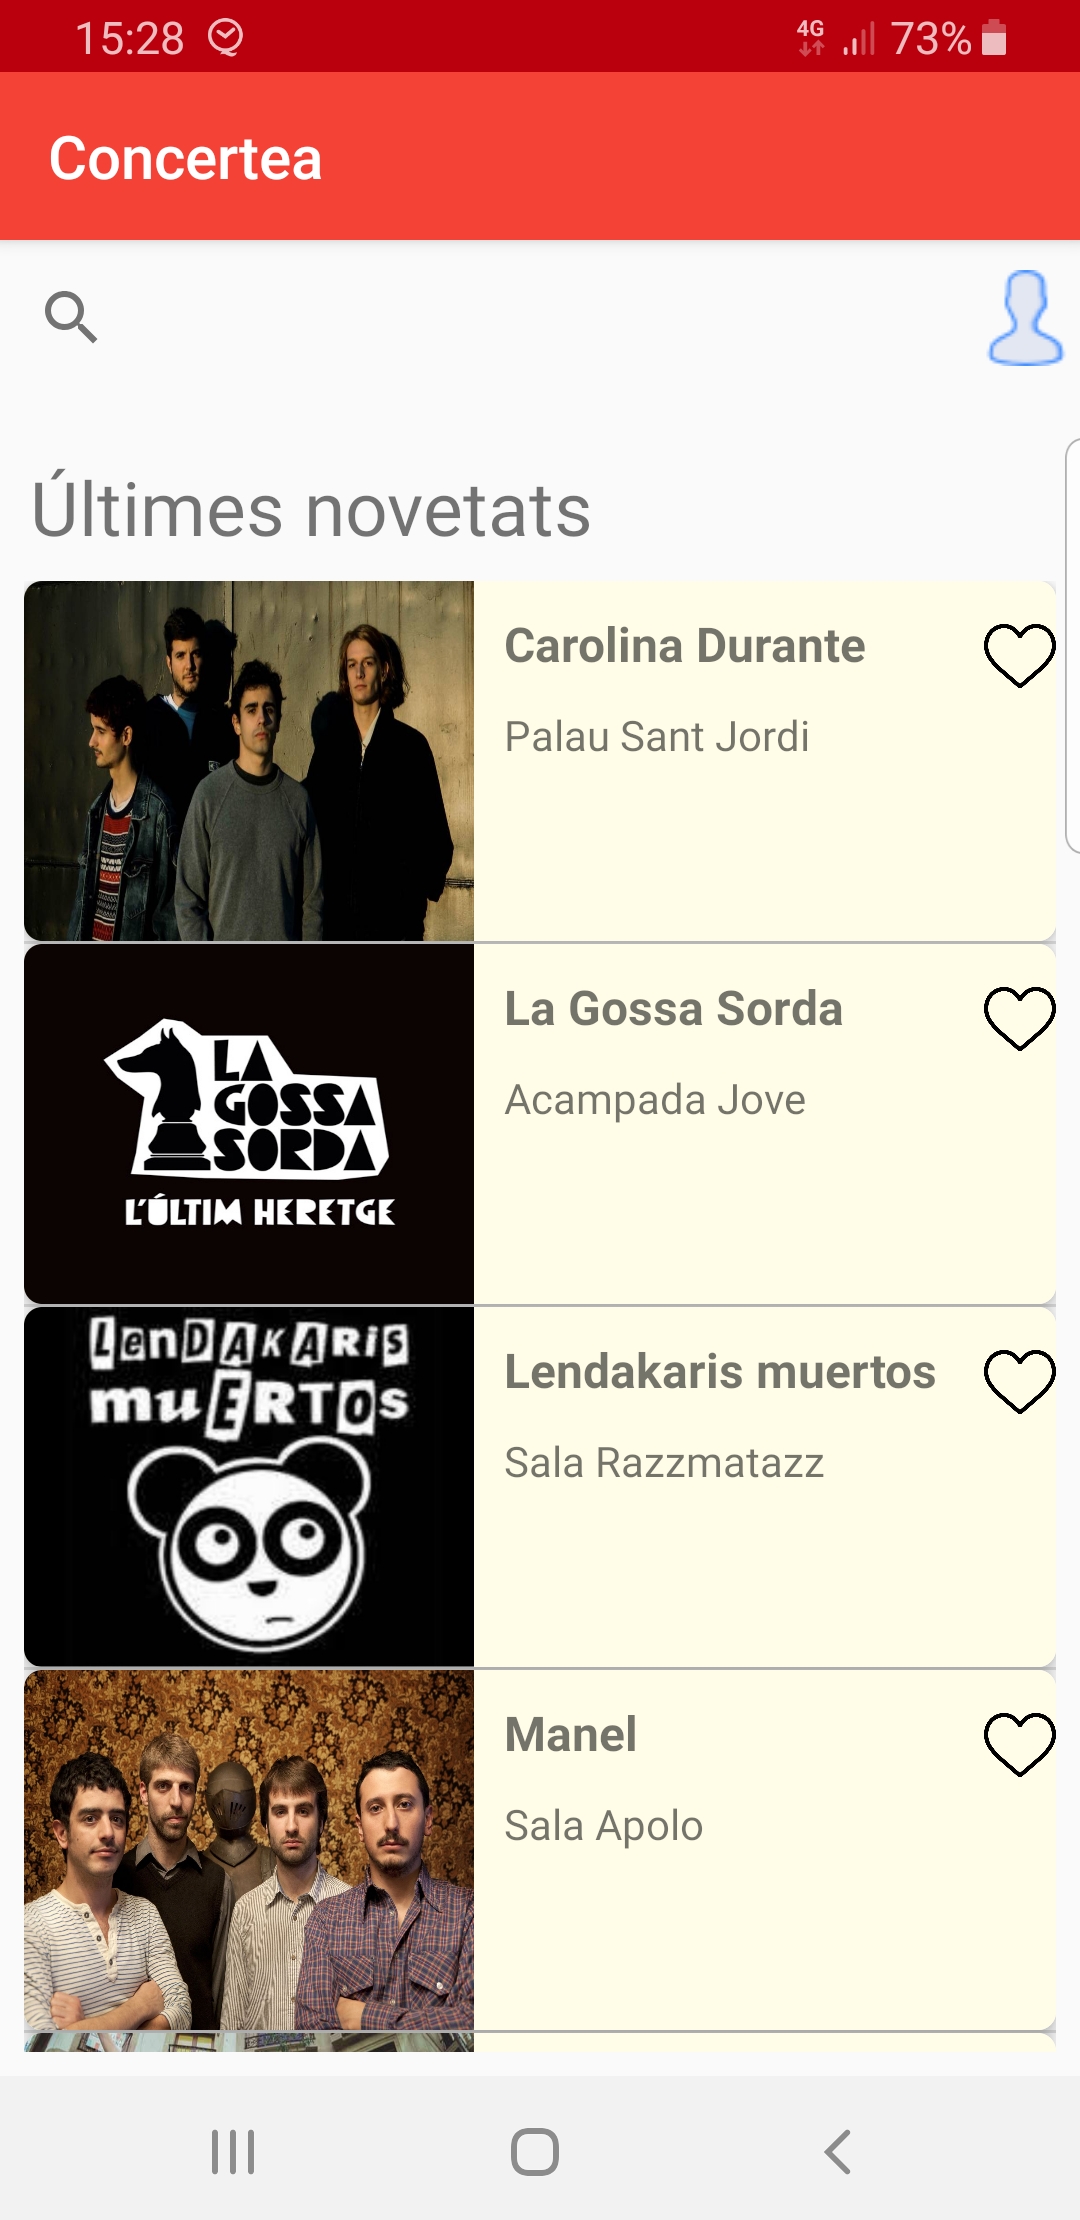 15:28
4G
73%
Concertea
Últimes novetats
Carolina Durante
Palau Sant Jordi
LA
GOSSA
SORDA
L'ÚLTIM HERETGE
La Gossa Sorda
Acampada Jove
LenDAKARiS
muERTOs
Lendakaris muertos
Sala Razzmatazz
Manel
Sala Apolo